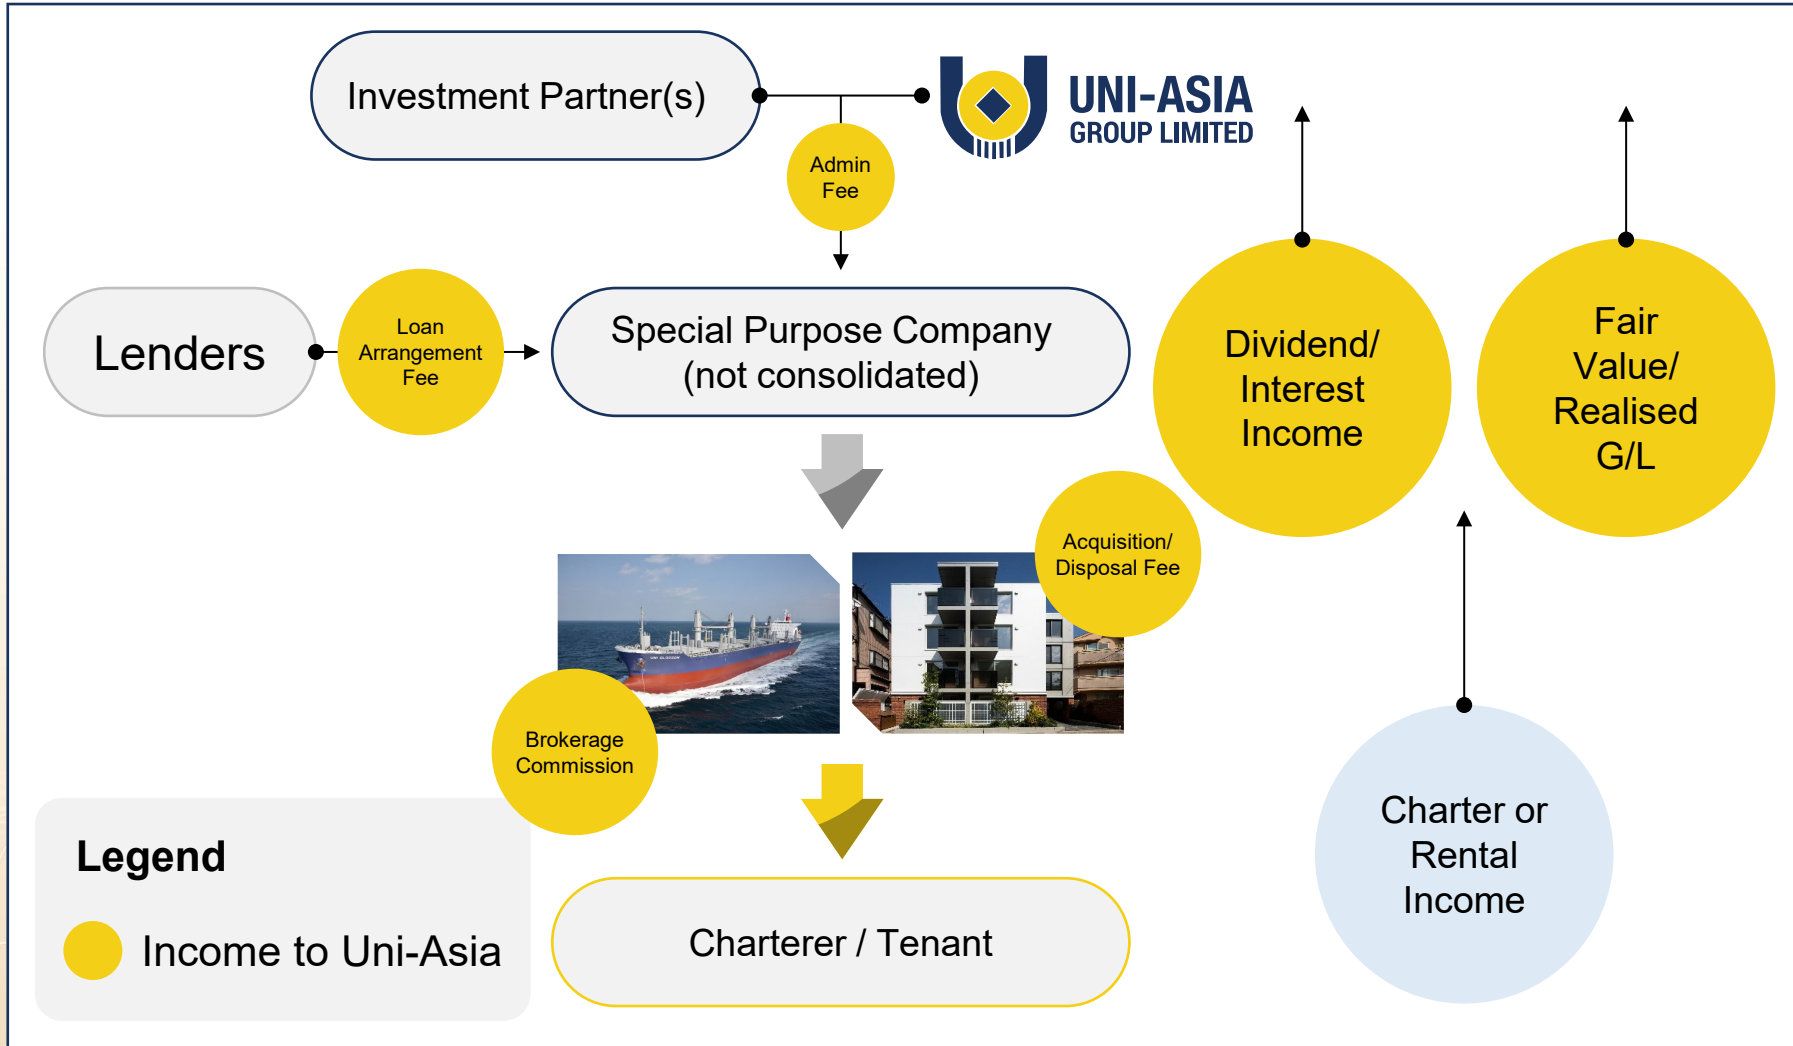 Investment Partner(s)
UNI-ASIA
GROUP LIMITED
Admin
Fee
Lenders
Loan
Arrangement
Fee
Special Purpose Company
(not consolidated)
Dividend/
Interest
Income
Fair
Value/
Realised
G/L
Acquisition/
Disposal Fee
Brokerage
Commission
Charter or
Rental
Income
Legend
Income to Uni-Asia
Charterer / Tenant